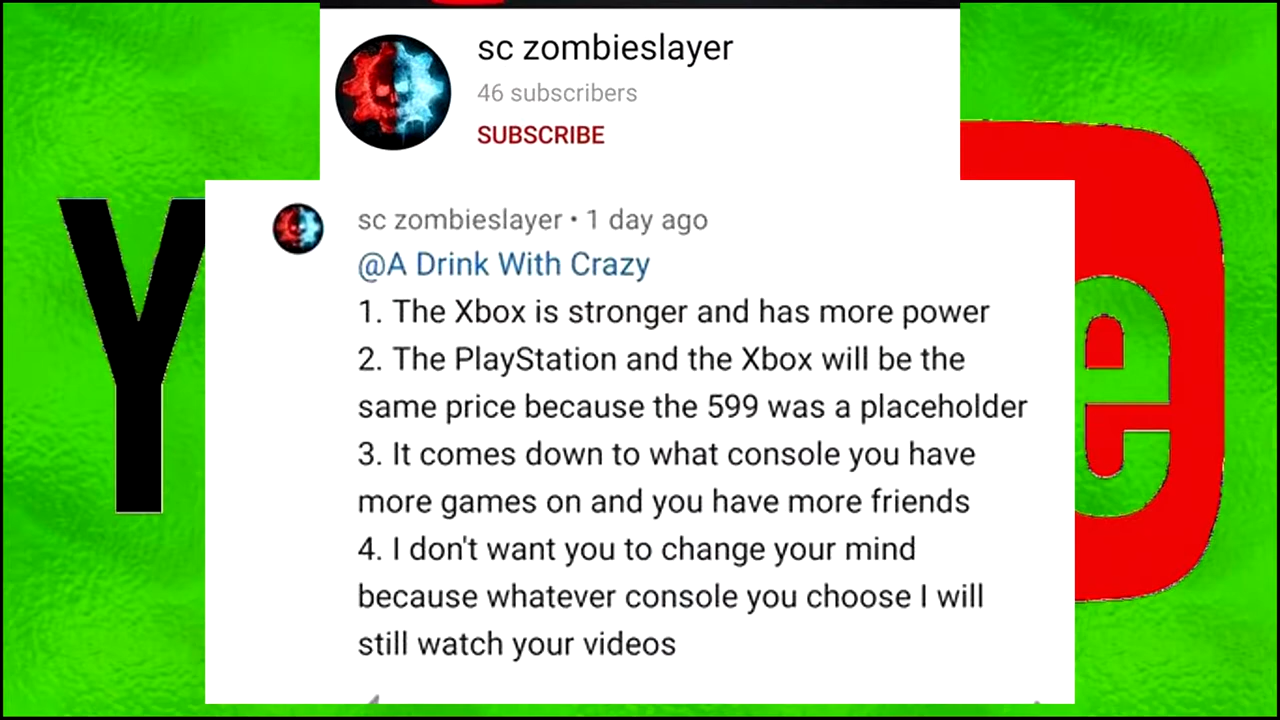 sc zombieslayer
46 subscribers
SUBSCRIBE
sc zombieslayer • 1 day ago
@A Drink With Crazy
1. The Xbox is stronger and has more power
2. The PlayStation and the Xbox will be the
same price because the 599 was a placeholder
3. It comes down to what console you have
more games on and you have more friends
4. I don't want you to change your mind
because whatever console you choose I will
still watch your videos
Y
e